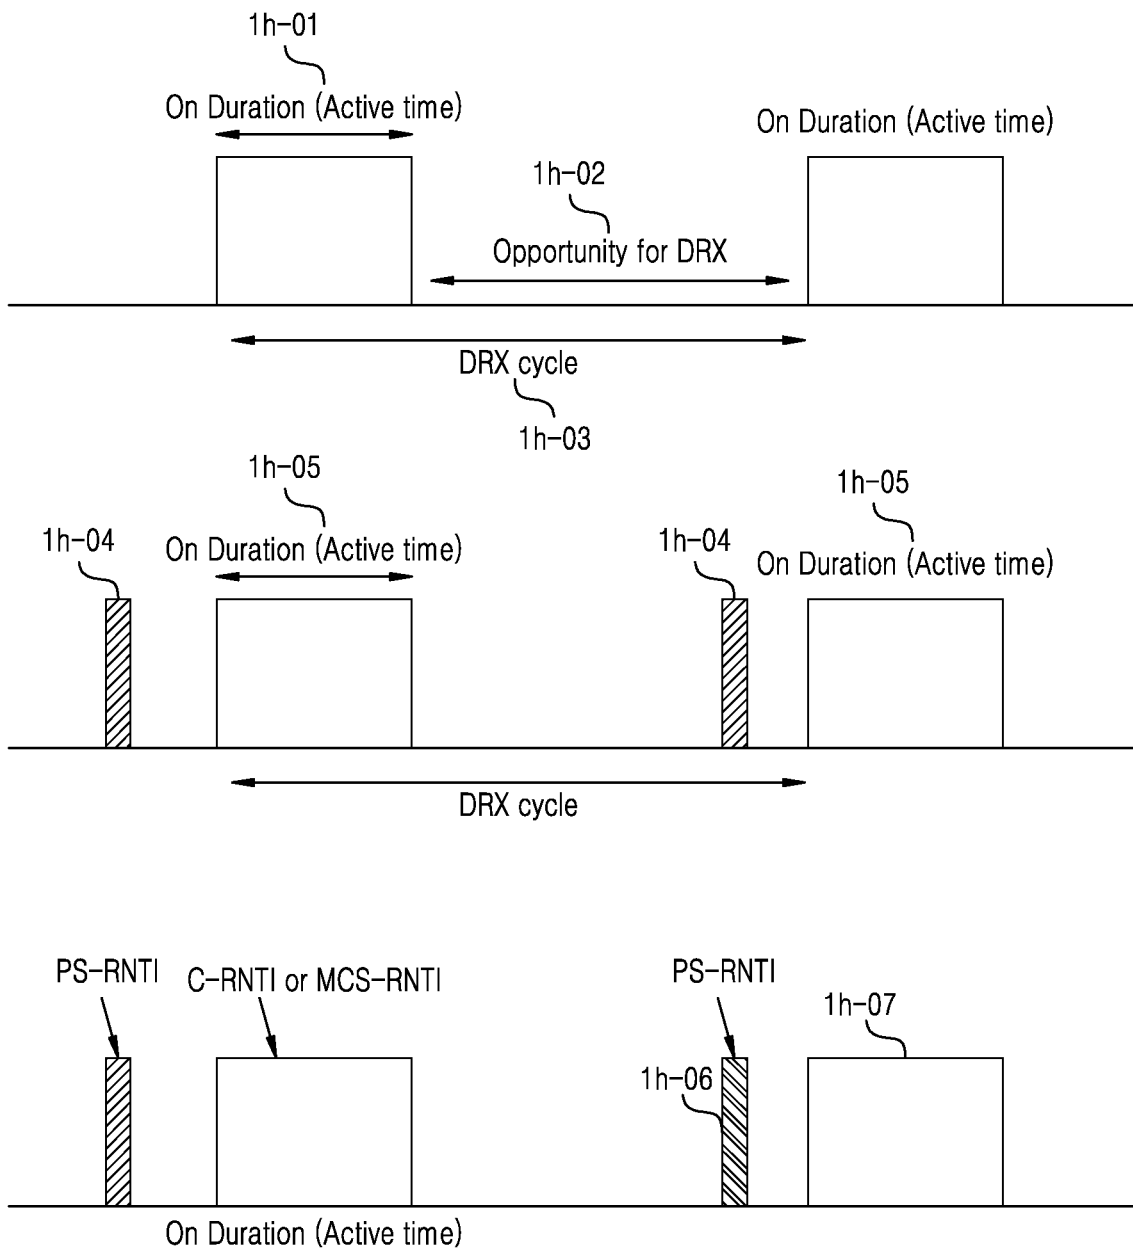 1h-01
On Duration (Active time)
On Duration (Active time)
1h-02
Opportunity for DRX
DRX cycle
1h-03
1h-05
1h-05
1h-04
On Duration (Active time)
1h-04
On Duration (Active time)
DRX cycle
PS-RNTI
C-RNTI or MCS-RNTI
PS-RNTI
1h-07
1h-06
On Duration (Active time)